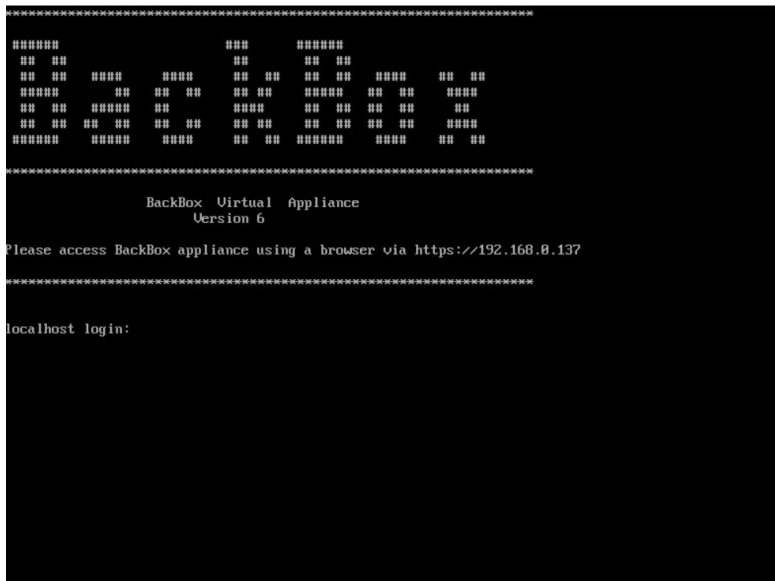 *******************************************************************
BackBox
*******************************************************************
BackBox Virtual Appliance
Version 6
Please access BackBox appliance using a browser via https://192.168.0.137
*******************************************************************
localhost login: